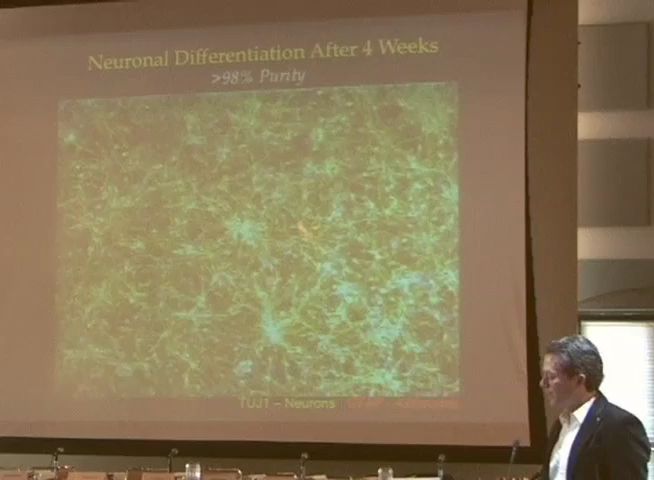 Neuronal Differentiation After 4 Weeks
>98% Purity
TUJ1 – Neurons